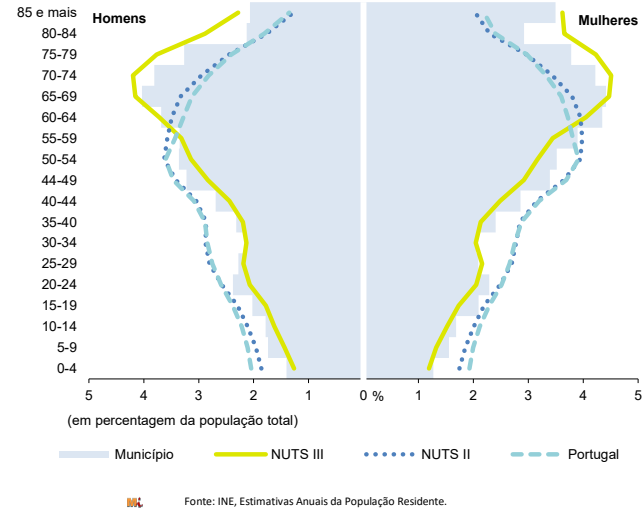 Homens
Mulheres
85 e mais
80-84
75-79
70-74
65-69
60-64
55-59
50-54
44-49
40-44
35-40
30-34
25-29
20-24
15-19
10-14
5-9
0-4
5 4 3 2 1 0 % 1 2 3 4 5
(em percentagem da população total)
Município NUTS III NUTS II Portugal
Fonte: INE, Estimativas Anuais da População Residente.